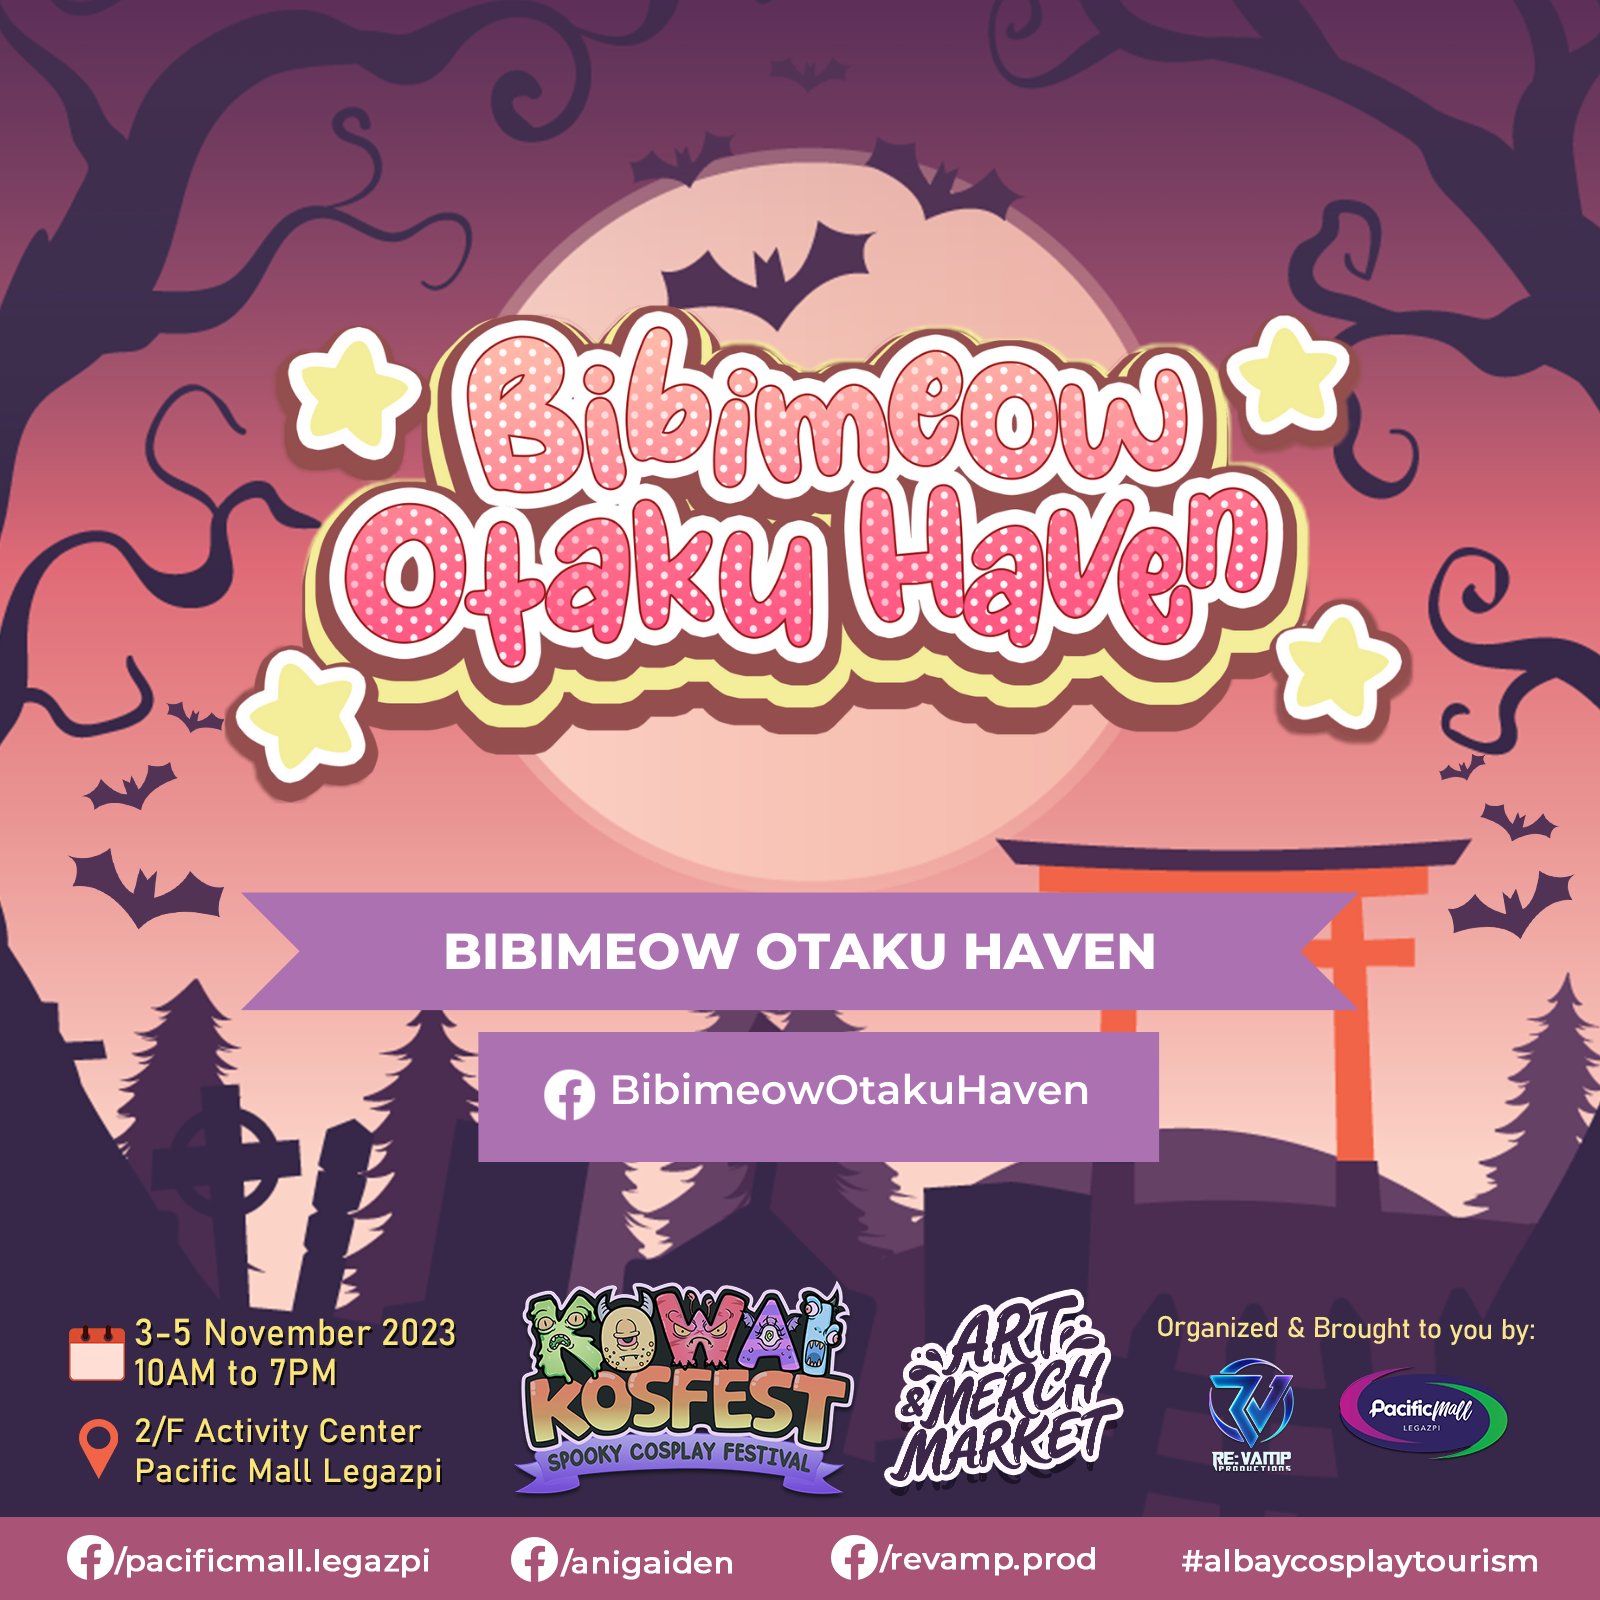 Bibimeow
Otaku Haven
BIBIMEOW OTAKU HAVEN
BibimeowOtakuHaven
3-5 November 2023
10AM to 7PM
2/F Activity Center
Pacific Mall Legazpi
KOWAI
KOSFEST
SPOOKY COSPLAY FESTIVAL
ART
& MERCH
MARKET
Organized & Brought to you by:
RE:VAMP
PRODUCTIONS
PacificMall
LEGAZPI
/pacificmall.legazpi
/anigaiden
/revamp.prod
#albaycosplaytourism